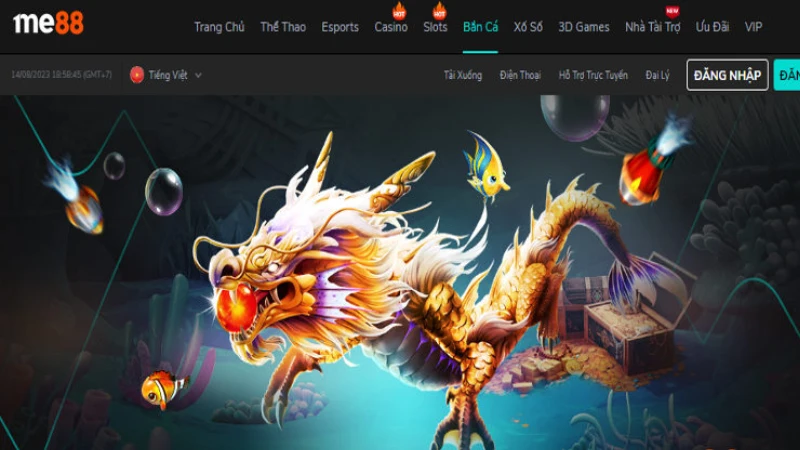 me88
HOT HOT NEW
Trang Chủ Thể Thao Esports Casino Slots Bắn Cá Xổ Số 3D Games Nhà Tài Trợ Ưu Đãi VIP
14/08/2023 18:58:45 (GMT+7) Tiếng Việt Tải Xuống Điện Thoại Hỗ Trợ Trực Tuyến Đại Lý ĐĂNG NHẬP ĐĂN